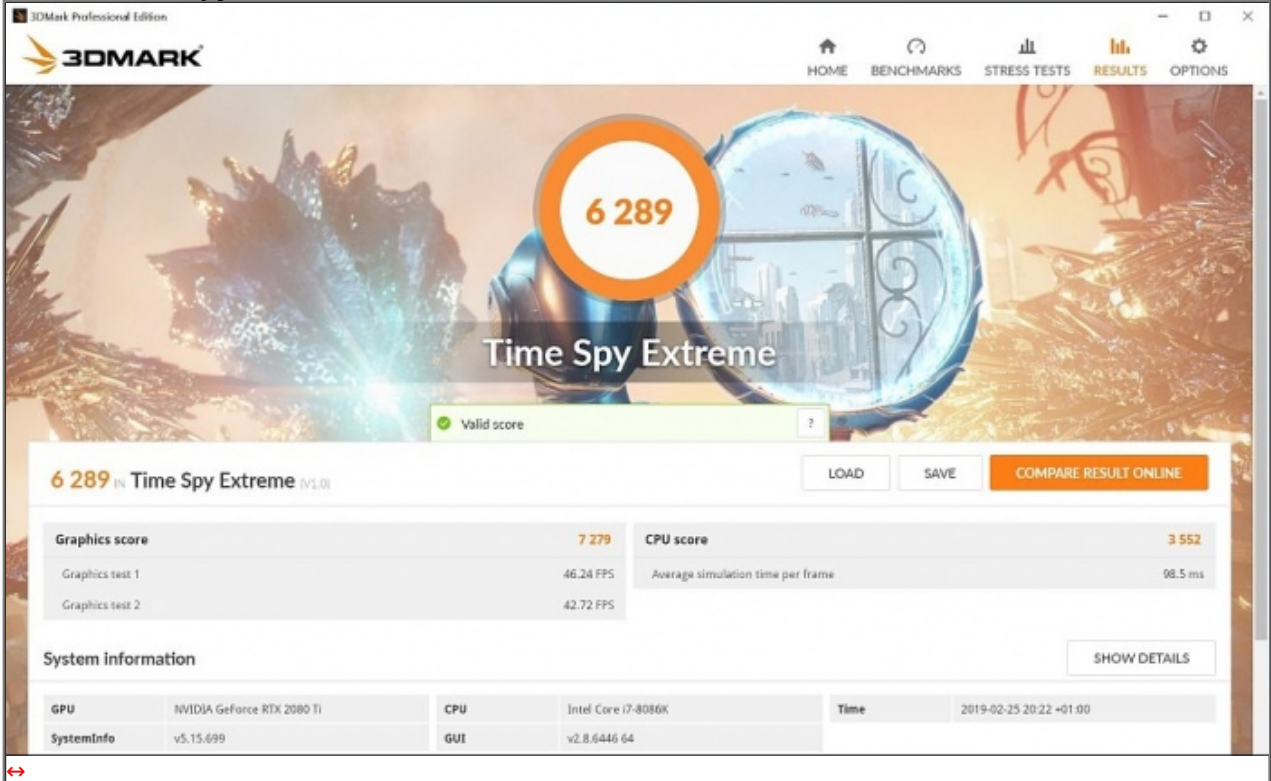 3DMark Professional Edition
3DMARK
HOME BENCHMARKS STRESS TESTS RESULTS OPTIONS
6 289
Time Spy Extreme
Valid score ?
6 289 IN Time Spy Extreme (V1.0) LOAD SAVE COMPARE RESULT ONLINE
Graphics score 7 279 CPU score 3 552
Graphics test 1 46.24 FPS Average simulation time per frame 98.5 ms
Graphics test 2 42.72 FPS
System information SHOW DETAILS
GPU NVIDIA GeForce RTX 2080 Ti CPU Intel Core i7-8086K Time 2019-02-25 20:22 +01:00
SystemInfo v5.15.699 GUI v2.8.6446 64